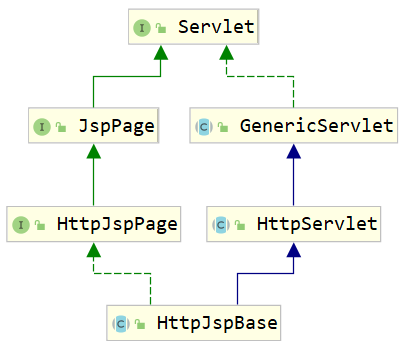 I Servlet
I JspPage
C GenericServlet
I HttpJspPage
C HttpServlet
C HttpJspBase